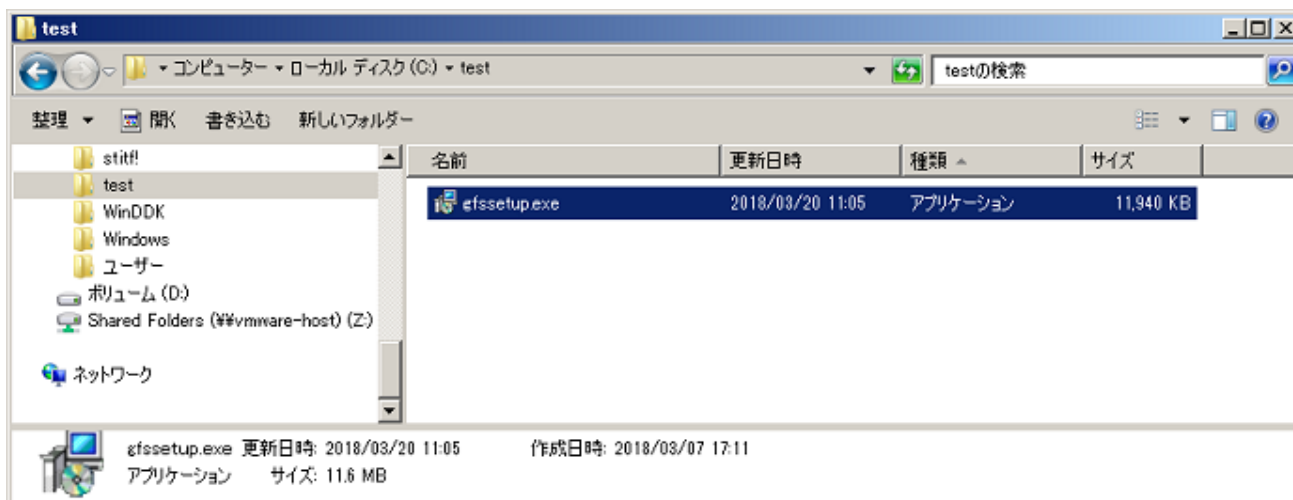 test
コンピューター ▾ ローカル ディスク (C:) ▾ test
testの検索
整理 ▼ 開く 書き込む 新しいフォルダー
stitf!
test
WinDDK
Windows
ユーザー
ボリューム (D:)
Shared Folders (¥¥vmware-host) (Z:)
ネットワーク
名前 更新日時 種類 サイズ
gfssetup.exe 2018/03/20 11:05 アプリケーション 11,940 KB
gfssetup.exe 更新日時: 2018/03/20 11:05 作成日時: 2018/03/07 17:11
アプリケーション サイズ: 11.6 MB